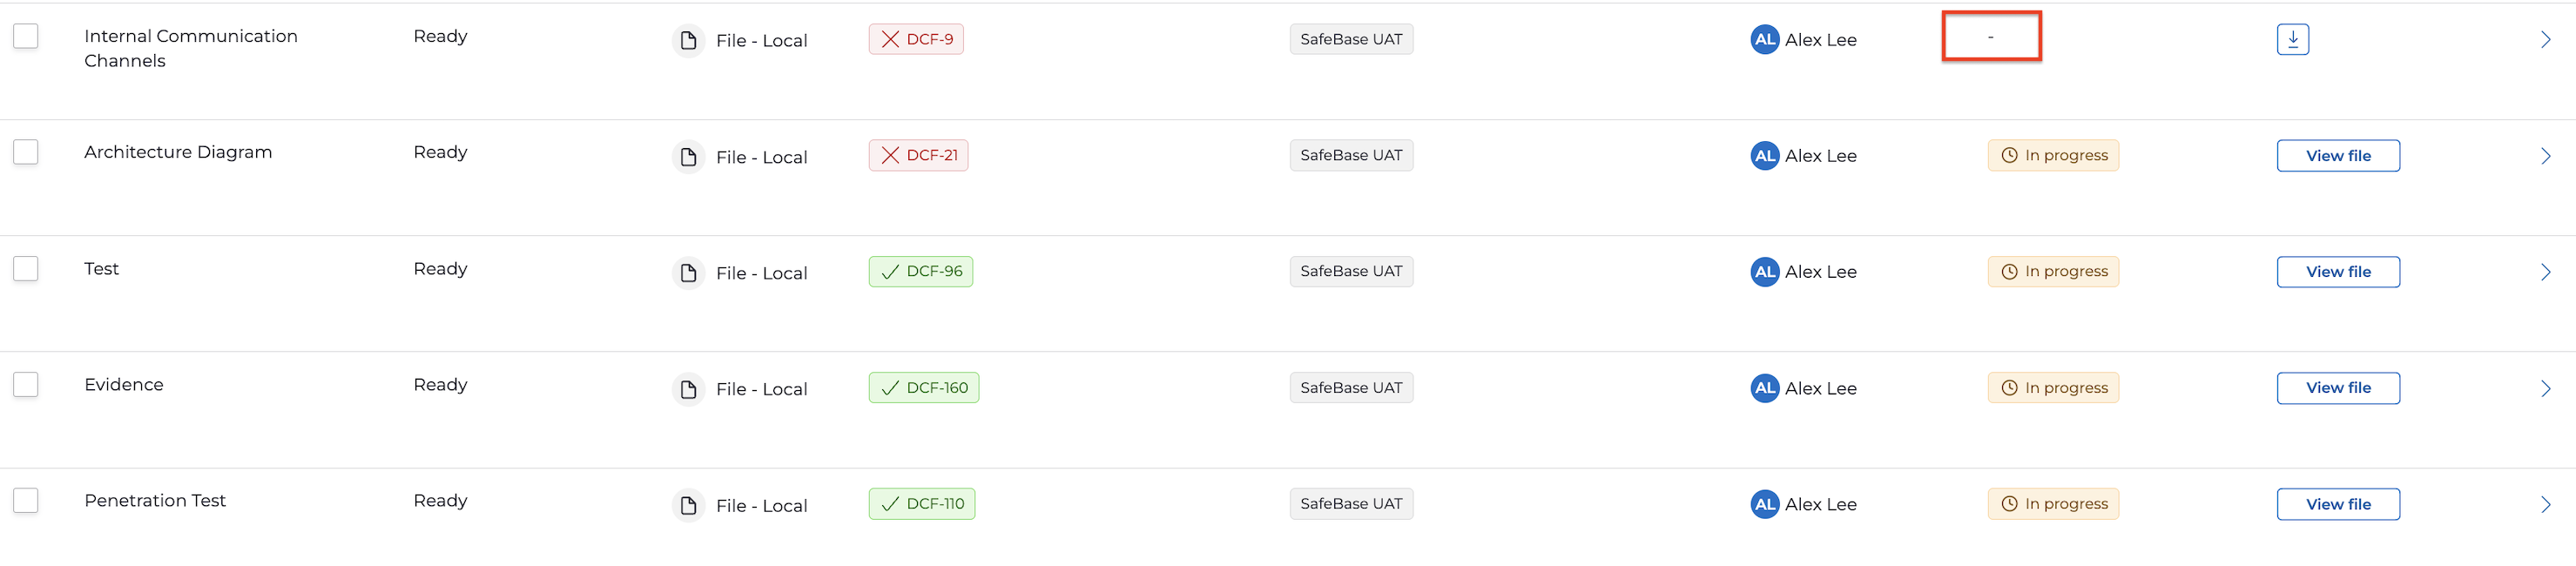 Internal Communication Channels Ready File - Local DCF-9 SafeBase UAT AL Alex Lee -
Architecture Diagram Ready File - Local DCF-21 SafeBase UAT AL Alex Lee In progress View file
Test Ready File - Local DCF-96 SafeBase UAT AL Alex Lee In progress View file
Evidence Ready File - Local DCF-160 SafeBase UAT AL Alex Lee In progress View file
Penetration Test Ready File - Local DCF-110 SafeBase UAT AL Alex Lee In progress View file